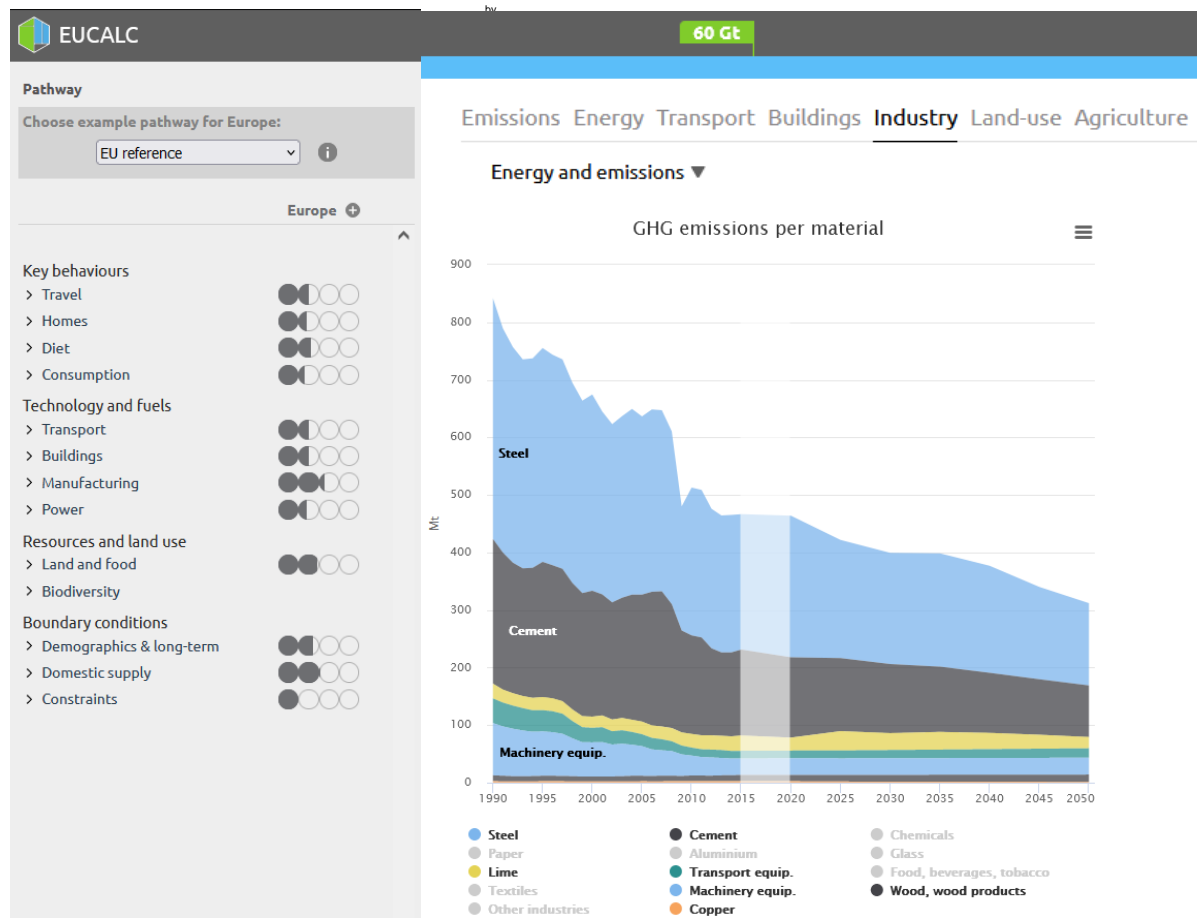 by
EUCALC
60 Gt
Pathway
Choose example pathway for Europe:
EU reference
i
Europe
Key behaviours
Travel
Homes
Diet
Consumption
Technology and fuels
Transport
Buildings
Manufacturing
Power
Resources and land use
Land and food
Biodiversity
Boundary conditions
Demographics & long-term
Domestic supply
Constraints
Emissions Energy Transport Buildings Industry Land-use Agriculture
Energy and emissions
GHG emissions per material
900
800
700
600
500
400
300
200
100
0
Mt
Steel
Cement
Machinery equip.
1990 1995 2000 2005 2010 2015 2020 2025 2030 2035 2040 2045 2050
Steel Cement Chemicals
Paper Aluminium Glass
Lime Transport equip. Food, beverages, tobacco
Textiles Machinery equip. Wood, wood products
Other industries Copper